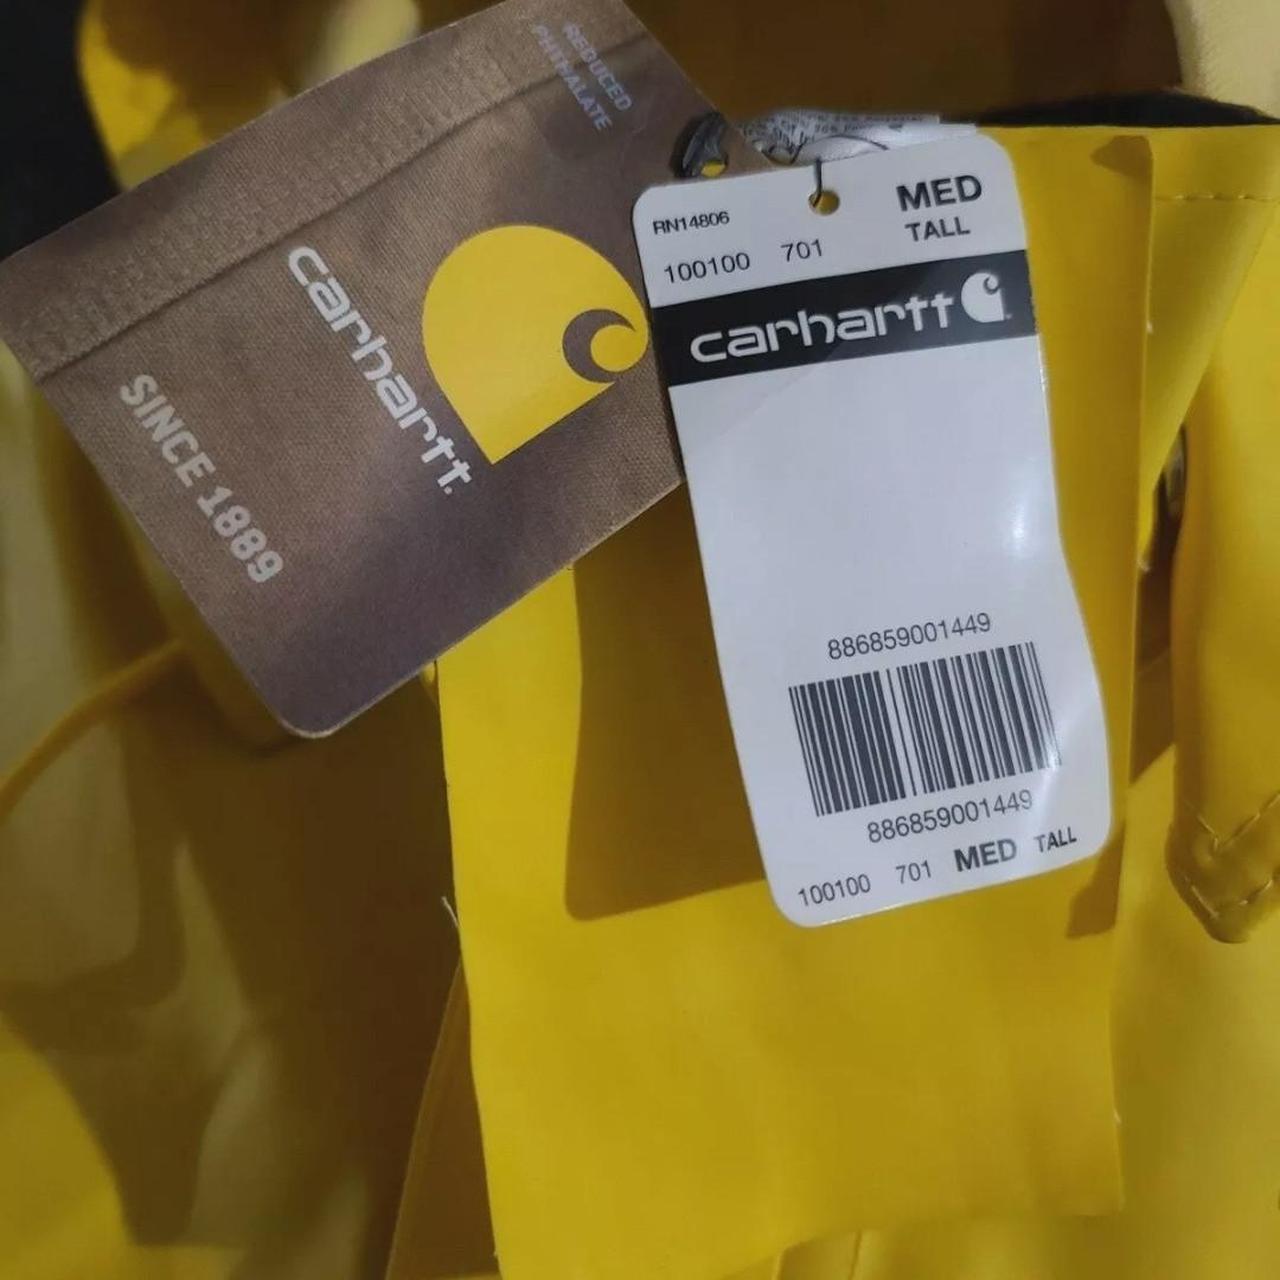 REDUCED
PHTHALATE
carhartt.
SINCE 1889
RN14806
MED
100100 701
TALL
carhartt
886859001449
886859001449
100100 701 MED TALL